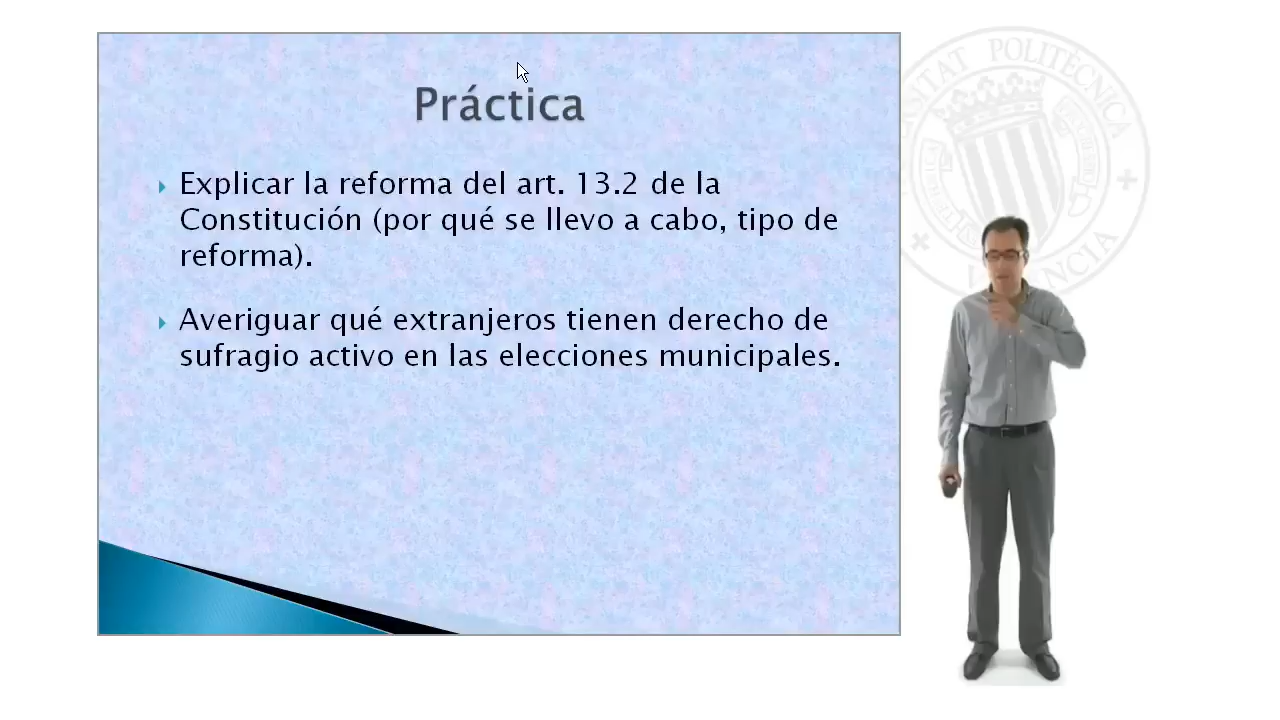 Práctica
Explicar la reforma del art. 13.2 de la
Constitución (por qué se llevo a cabo, tipo de
reforma).
Averiguar qué extranjeros tienen derecho de
sufragio activo en las elecciones municipales.
POLITÈCNICA